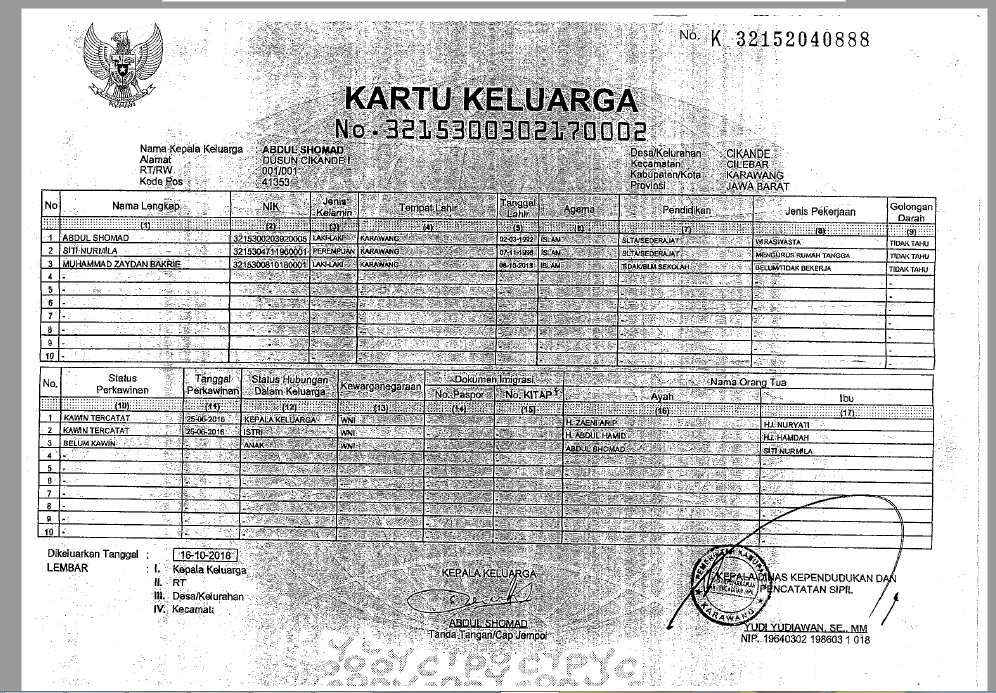 No. K 32152040888
KARTU KELUARGA
No. 3215300302170002
Nama Kepala Keluarga : ABDUL SHOMAD
Alamat : DUSUN CIKANDE I
RT/RW : 001/001
Kode Pos : 41353
Desa/Kelurahan : CIKANDE
Kecamatan : CILEBAR
Kabupaten/Kota : KARAWANG
Provinsi : JAWA BARAT
No Nama Lengkap NIK Jenis Kelamin Tempat Lahir Tanggal Lahir Agama Pendidikan Jenis Pekerjaan Golongan Darah
(1) (2) (3) (4) (5) (6) (7) (8) (9)
1 ABDUL SHOMAD 3215300203920005 LAKI-LAKI KARAWANG 02-03-1992 ISLAM SLTA/SEDERAJAT WIRASWASTA TIDAK TAHU
2 SITI NURMILA 3215304711960001 PEREMPUAN KARAWANG 07-11-1996 ISLAM SLTA/SEDERAJAT MENGURUS RUMAH TANGGA TIDAK TAHU
3 MUHAMMAD ZAYDAN BAKRIE 3215300610180001 LAKI-LAKI KARAWANG 06-10-2018 ISLAM TIDAK/BLM SEKOLAH BELUM/TIDAK BEKERJA TIDAK TAHU
4 -
5 -
6 -
7 -
8 -
9 -
10 -
No. Status Perkawinan Tanggal Perkawinan Status Hubungan Dalam Keluarga Kewarganegaraan Dokumen Imigrasi No. Paspor No. KITAP Nama Orang Tua Ayah Ibu
(10) (11) (12) (13) (14) (15) (16) (17)
1 KAWIN TERCATAT 25-06-2016 KEPALA KELUARGA WNI H. ZAENI ARIF HJ. NURYATI
2 KAWIN TERCATAT 25-06-2016 ISTRI WNI H. ABDUL HAMID HJ. HAMDAH
3 BELUM KAWIN - ANAK WNI ABDUL SHOMAD SITI NURMILA
4 -
5 -
6 -
7 -
8 -
9 -
10 -
Dikeluarkan Tanggal : 16-10-2018
LEMBAR : I. Kepala Keluarga
II. RT
III. Desa/Kelurahan
IV. Kecamata
KEPALA KELUARGA
ABDUL SHOMAD
Tanda Tangan/Cap Jempol
KEPALA DINAS KEPENDUDUKAN DAN
PENCATATAN SIPIL
KARAWANG
YUDI YUDIAWAN, SE., MM
NIP. 19640302 198603 1 018